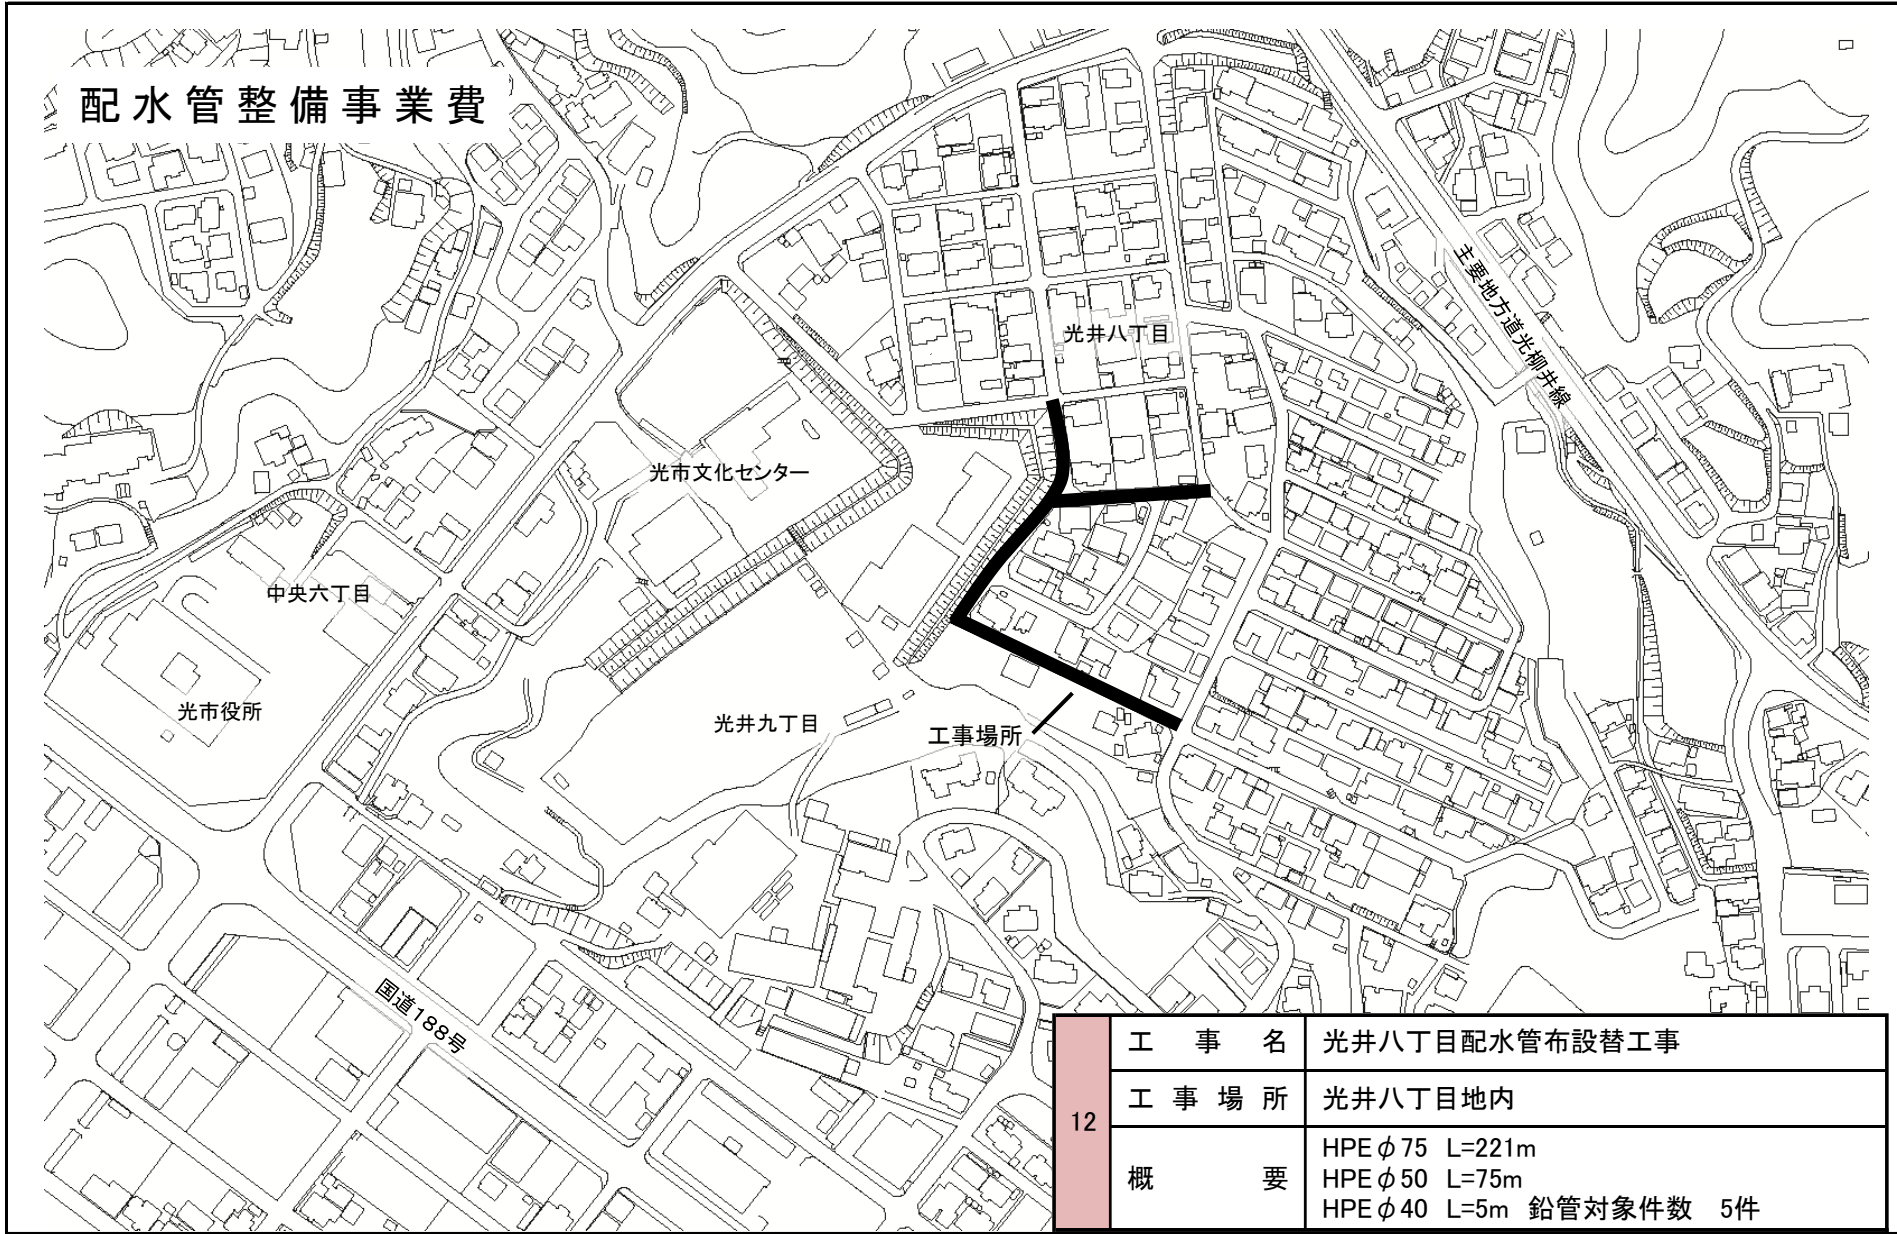 配水管整備事業費
主要地方道光柳井線
光井八丁目
光市文化センター
中央六丁目
光市役所
光井九丁目
工事場所
国道188号
12
工事名 光井八丁目配水管布設替工事
工事場所 光井八丁目地内
概要 HPEφ75 L=221m
HPEφ50 L=75m
HPEφ40 L=5m 鉛管対象件数 5件